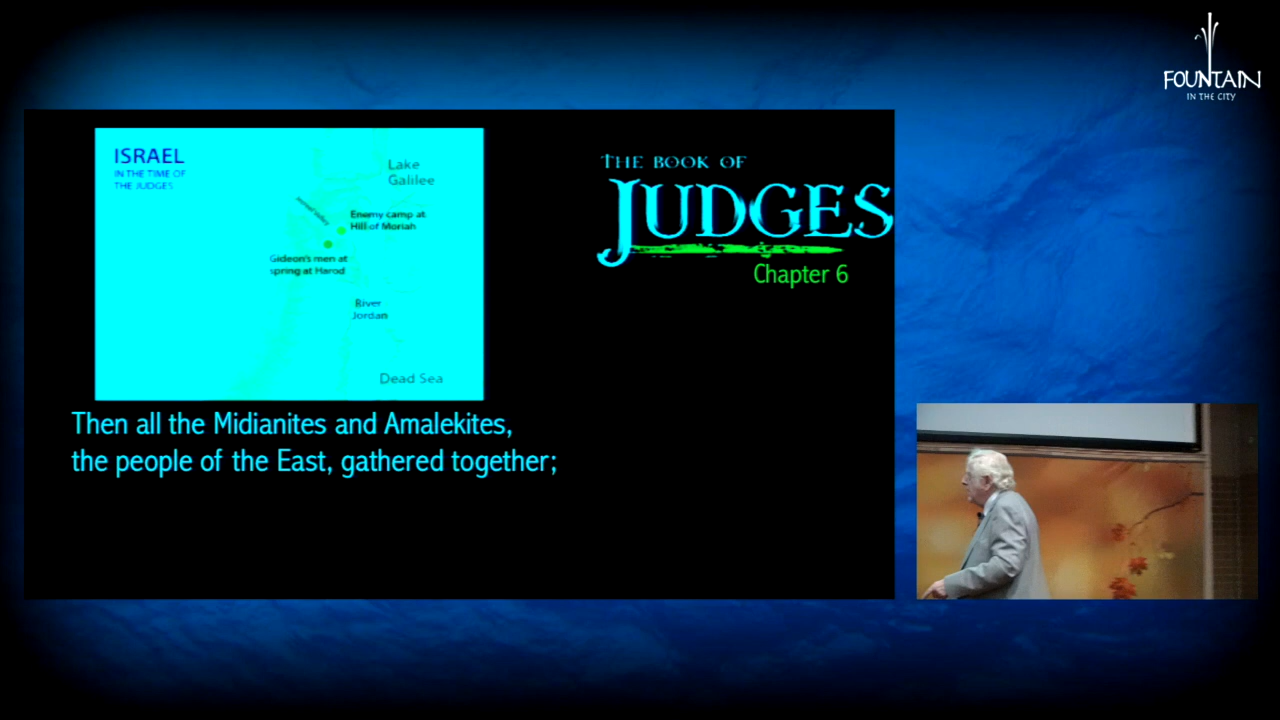 FOUNTAIN
IN THE CITY
ISRAEL
IN THE TIME OF
THE JUDGES
Lake
Galilee
Jezreel Valley
Enemy camp at
Hill of Moriah
Gideon's men at
spring at Harod
River
Jordan
Dead Sea
THE BOOK OF
JUDGES
Chapter 6
Then all the Midianites and Amalekites,
the people of the East, gathered together;